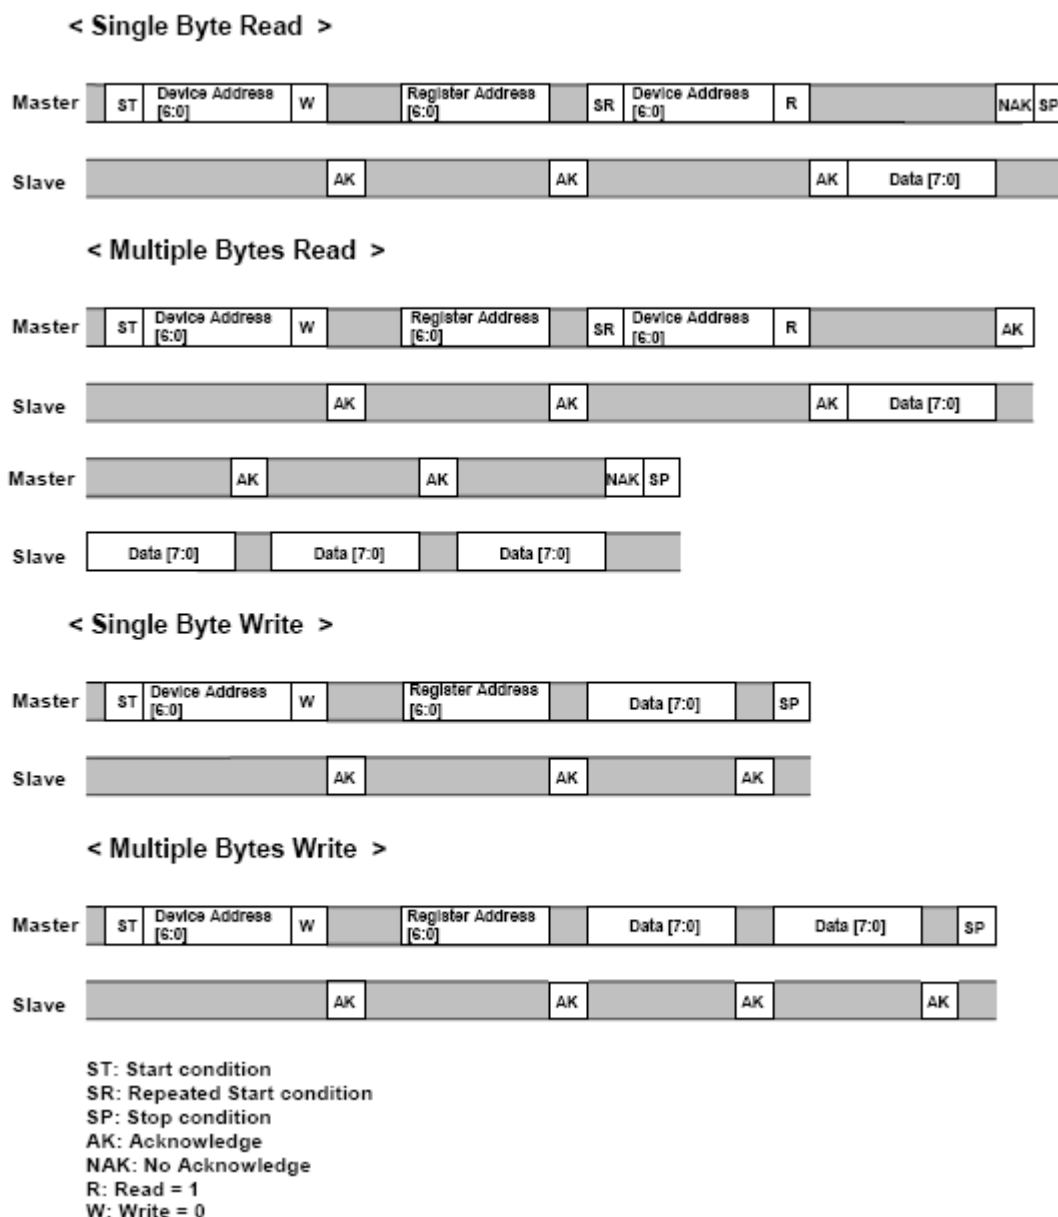 < Single Byte Read >
Master ST Device Address [6:0] W Register Address [6:0] SR Device Address [6:0] R NAK SP
Slave AK AK AK Data [7:0]
< Multiple Bytes Read >
Master ST Device Address [6:0] W Register Address [6:0] SR Device Address [6:0] R AK
Slave AK AK AK Data [7:0]
Master AK AK NAK SP
Slave Data [7:0] Data [7:0] Data [7:0]
< Single Byte Write >
Master ST Device Address [6:0] W Register Address [6:0] Data [7:0] SP
Slave AK AK AK
< Multiple Bytes Write >
Master ST Device Address [6:0] W Register Address [6:0] Data [7:0] Data [7:0] SP
Slave AK AK AK AK
ST: Start condition
SR: Repeated Start condition
SP: Stop condition
AK: Acknowledge
NAK: No Acknowledge
R: Read = 1
W: Write = 0